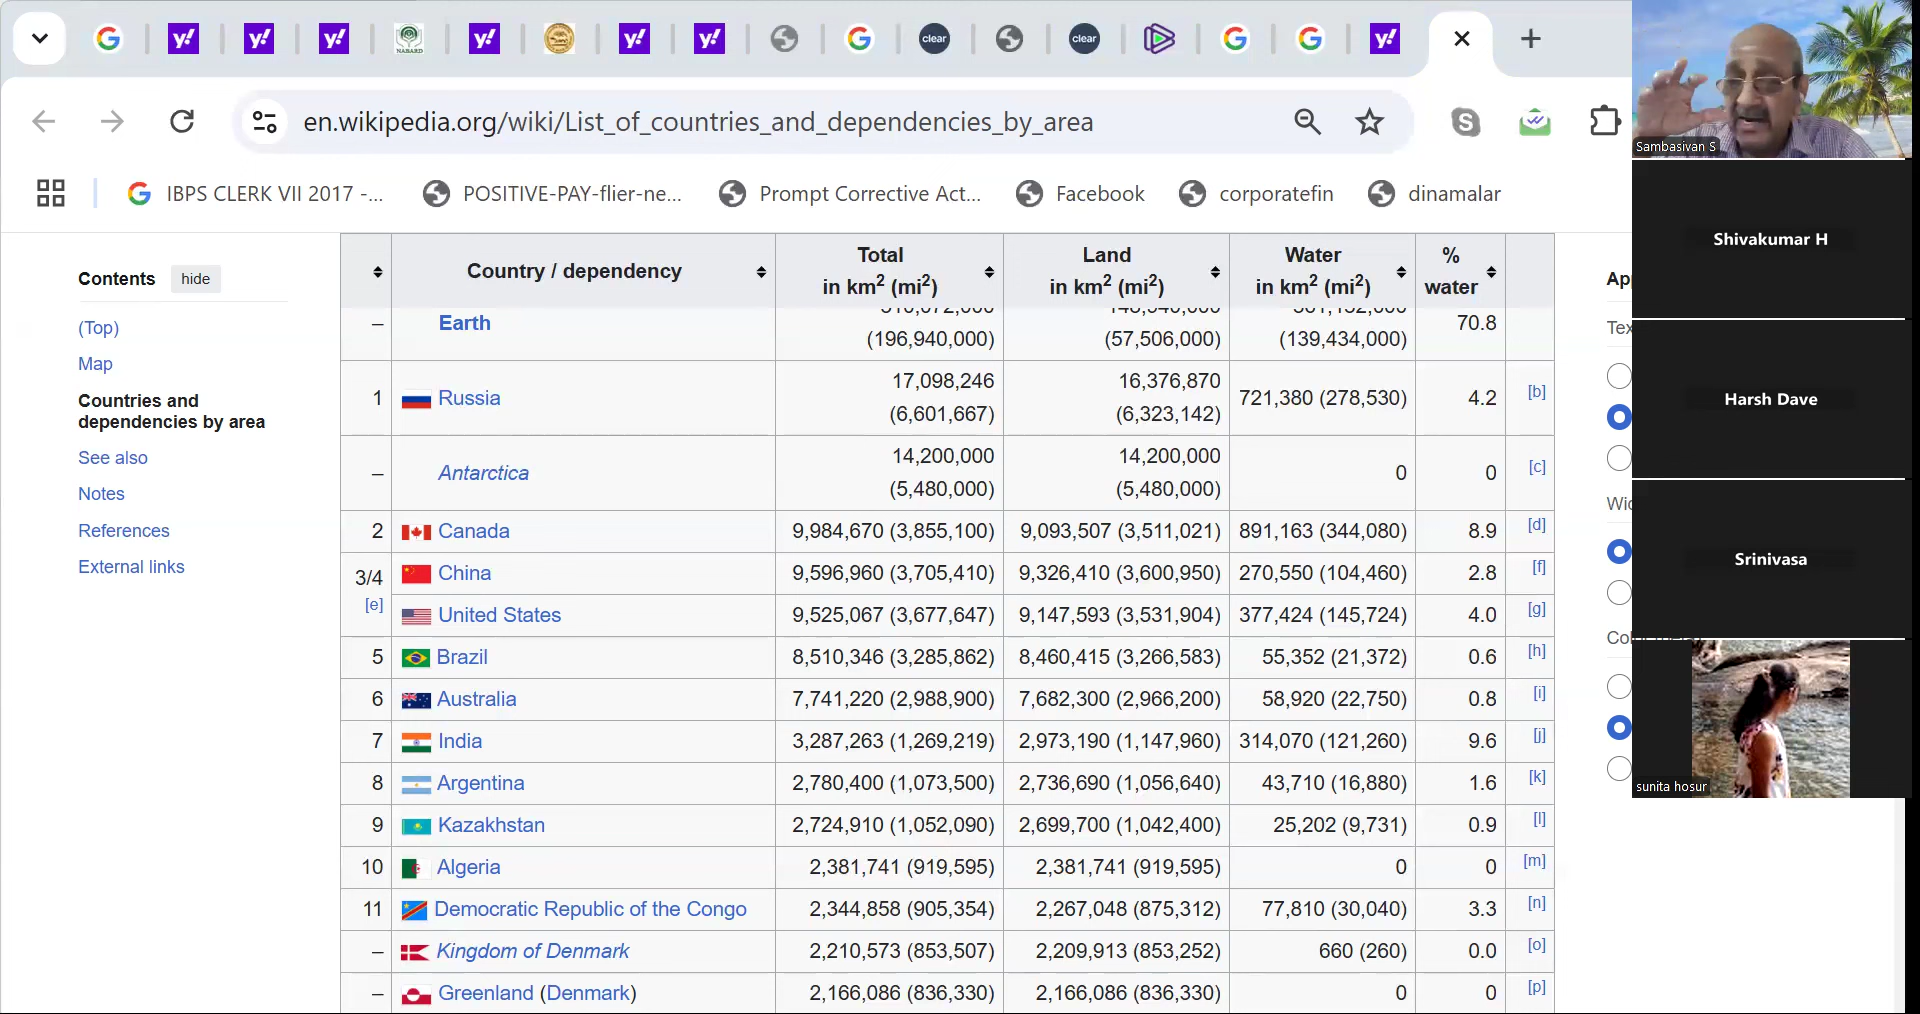 clear
clear
NABARD
en.wikipedia.org/wiki/List_of_countries_and_dependencies_by_area
IBPS CLERK VII 2017 -...
POSITIVE-PAY-flier-ne...
Prompt Corrective Act...
Facebook
corporatefin
dinamalar
Contents hide
(Top)
Map
Countries and
dependencies by area
See also
Notes
References
External links
Country / dependency
Total
in km² (mi²)
Land
in km² (mi²)
Water
in km² (mi²)
%
water
– Earth (196,940,000) (57,506,000) (139,434,000) 70.8
1 Russia 17,098,246 (6,601,667) 16,376,870 (6,323,142) 721,380 (278,530) 4.2 [b]
– Antarctica 14,200,000 (5,480,000) 14,200,000 (5,480,000) 0 0 [c]
2 Canada 9,984,670 (3,855,100) 9,093,507 (3,511,021) 891,163 (344,080) 8.9 [d]
3/4 [e] China 9,596,960 (3,705,410) 9,326,410 (3,600,950) 270,550 (104,460) 2.8 [f]
United States 9,525,067 (3,677,647) 9,147,593 (3,531,904) 377,424 (145,724) 4.0 [g]
5 Brazil 8,510,346 (3,285,862) 8,460,415 (3,266,583) 55,352 (21,372) 0.6 [h]
6 Australia 7,741,220 (2,988,900) 7,682,300 (2,966,200) 58,920 (22,750) 0.8 [i]
7 India 3,287,263 (1,269,219) 2,973,190 (1,147,960) 314,070 (121,260) 9.6 [j]
8 Argentina 2,780,400 (1,073,500) 2,736,690 (1,056,640) 43,710 (16,880) 1.6 [k]
9 Kazakhstan 2,724,910 (1,052,090) 2,699,700 (1,042,400) 25,202 (9,731) 0.9 [l]
10 Algeria 2,381,741 (919,595) 2,381,741 (919,595) 0 0 [m]
11 Democratic Republic of the Congo 2,344,858 (905,354) 2,267,048 (875,312) 77,810 (30,040) 3.3 [n]
– Kingdom of Denmark 2,210,573 (853,507) 2,209,913 (853,252) 660 (260) 0.0 [o]
– Greenland (Denmark) 2,166,086 (836,330) 2,166,086 (836,330) 0 0 [p]
Sambasivan S
Shivakumar H
Harsh Dave
Srinivasa
sunita hosur